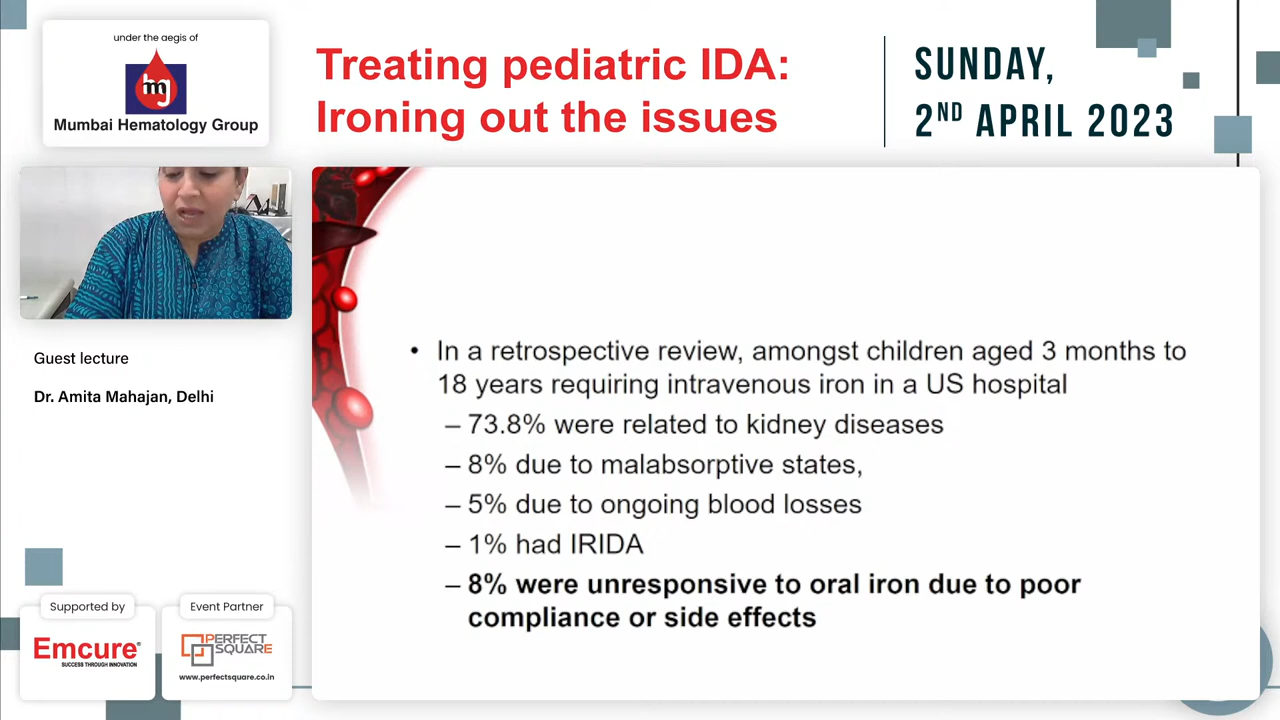 under the aegis of
hmg
Mumbai Hematology Group
Treating pediatric IDA:
Ironing out the issues
SUNDAY,
2ND APRIL 2023
Guest lecture
Dr. Amita Mahajan, Delhi
• In a retrospective review, amongst children aged 3 months to
18 years requiring intravenous iron in a US hospital
– 73.8% were related to kidney diseases
– 8% due to malabsorptive states,
– 5% due to ongoing blood losses
– 1% had IRIDA
– 8% were unresponsive to oral iron due to poor
compliance or side effects
Supported by
Emcure®
SUCCESS THROUGH INNOVATION
Event Partner
PERFECT
SQUARE
www.perfectsquare.co.in